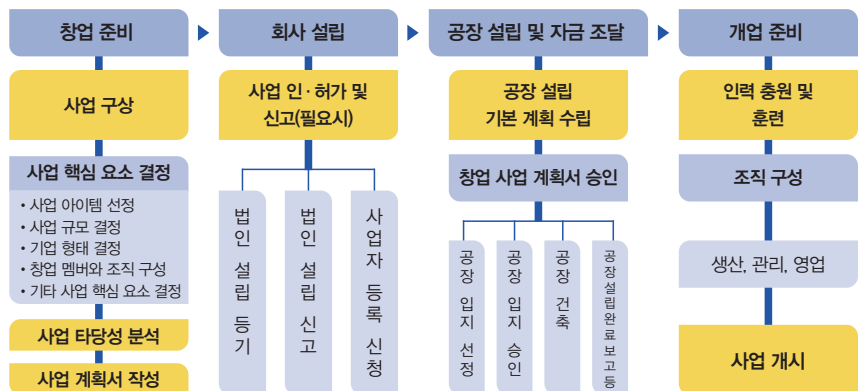 창업 준비
사업 구상
사업 핵심 요소 결정
• 사업 아이템 선정
• 사업 규모 결정
• 기업 형태 결정
• 창업 멤버와 조직 구성
• 기타 사업 핵심 요소 결정
사업 타당성 분석
사업 계획서 작성
회사 설립
사업 인·허가 및
신고(필요시)
법인 설립 등기
법인 설립 신고
사업자 등록 신청
공장 설립 및 자금 조달
공장 설립
기본 계획 수립
창업 사업 계획서 승인
공장 입지 선정
공장 입지 승인
공장 건축
공장설립완료보고등
개업 준비
인력 충원 및
훈련
조직 구성
생산, 관리, 영업
사업 개시